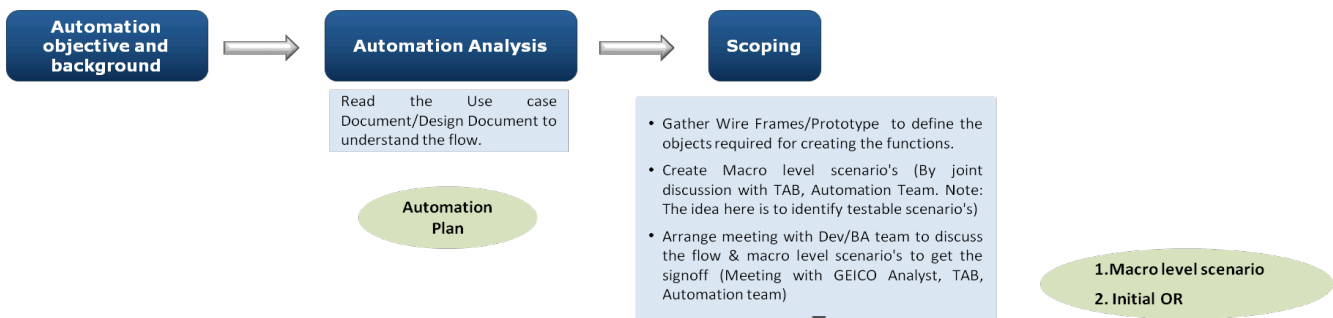 Automation
objective and
background
Automation Analysis
Scoping
Read the Use case
Document/Design Document to
understand the flow.
Automation
Plan
• Gather Wire Frames/Prototype to define the
objects required for creating the functions.
• Create Macro level scenario's (By joint
discussion with TAB, Automation Team. Note:
The idea here is to identify testable scenario's)
• Arrange meeting with Dev/BA team to discuss
the flow & macro level scenario's to get the
signoff (Meeting with GEICO Analyst, TAB,
Automation team)
1.Macro level scenario
2. Initial OR